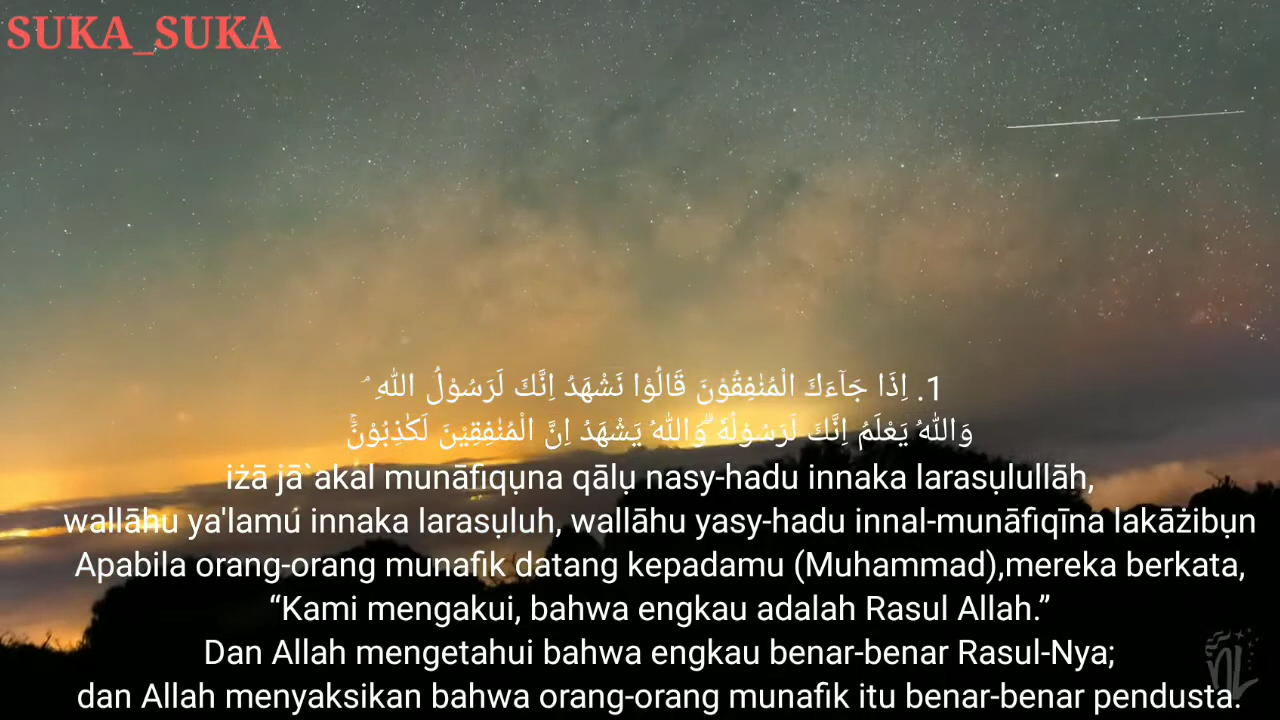 SUKA_SUKA
1. اِذَا جَاۤءَكَ الْمُنٰفِقُوْنَ قَالُوْا نَشْهَدُ اِنَّكَ لَرَسُوْلُ اللّٰهِ ۘ
وَاللّٰهُ يَعْلَمُ اِنَّكَ لَرَسُوْلُهٗ ۗوَاللّٰهُ يَشْهَدُ اِنَّ الْمُنٰفِقِيْنَ لَكٰذِبُوْنَۚ
iżā jā`akal munāfiqụna qālụ nasy-hadu innaka larasụlullāh,
wallāhu ya'lamu innaka larasụluh, wallāhu yasy-hadu innal-munāfiqīna lakāżibụn
Apabila orang-orang munafik datang kepadamu (Muhammad),mereka berkata,
“Kami mengakui, bahwa engkau adalah Rasul Allah.”
Dan Allah mengetahui bahwa engkau benar-benar Rasul-Nya;
dan Allah menyaksikan bahwa orang-orang munafik itu benar-benar pendusta.